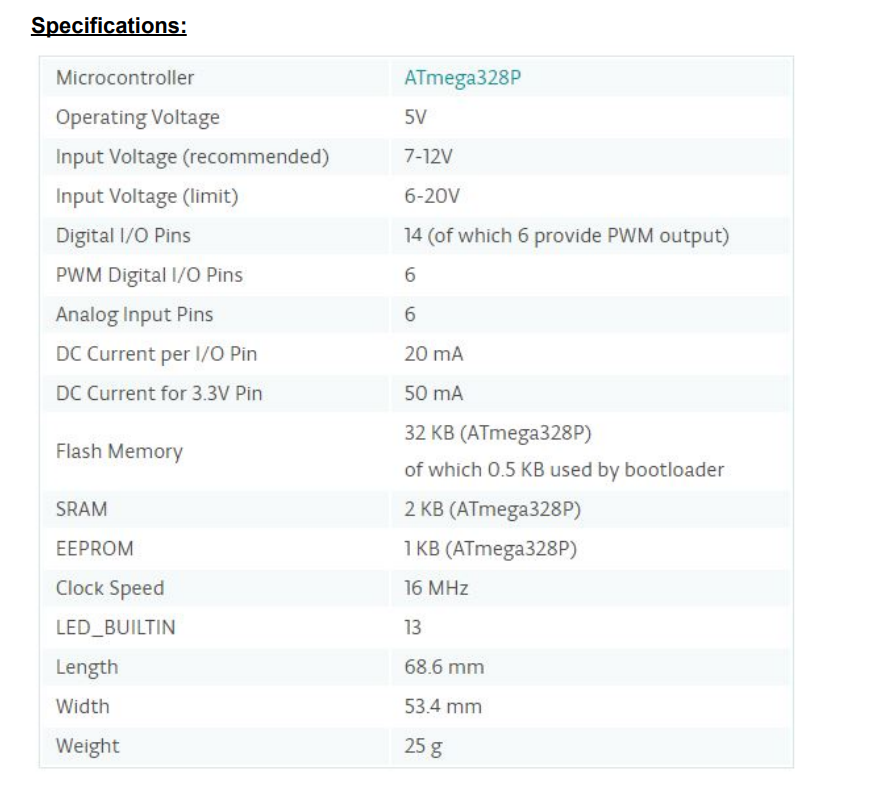 Specifications:
Microcontroller ATmega328P
Operating Voltage 5V
Input Voltage (recommended) 7-12V
Input Voltage (limit) 6-20V
Digital I/O Pins 14 (of which 6 provide PWM output)
PWM Digital I/O Pins 6
Analog Input Pins 6
DC Current per I/O Pin 20 mA
DC Current for 3.3V Pin 50 mA
Flash Memory 32 KB (ATmega328P)
of which 0.5 KB used by bootloader
SRAM 2 KB (ATmega328P)
EEPROM 1 KB (ATmega328P)
Clock Speed 16 MHz
LED_BUILTIN 13
Length 68.6 mm
Width 53.4 mm
Weight 25 g